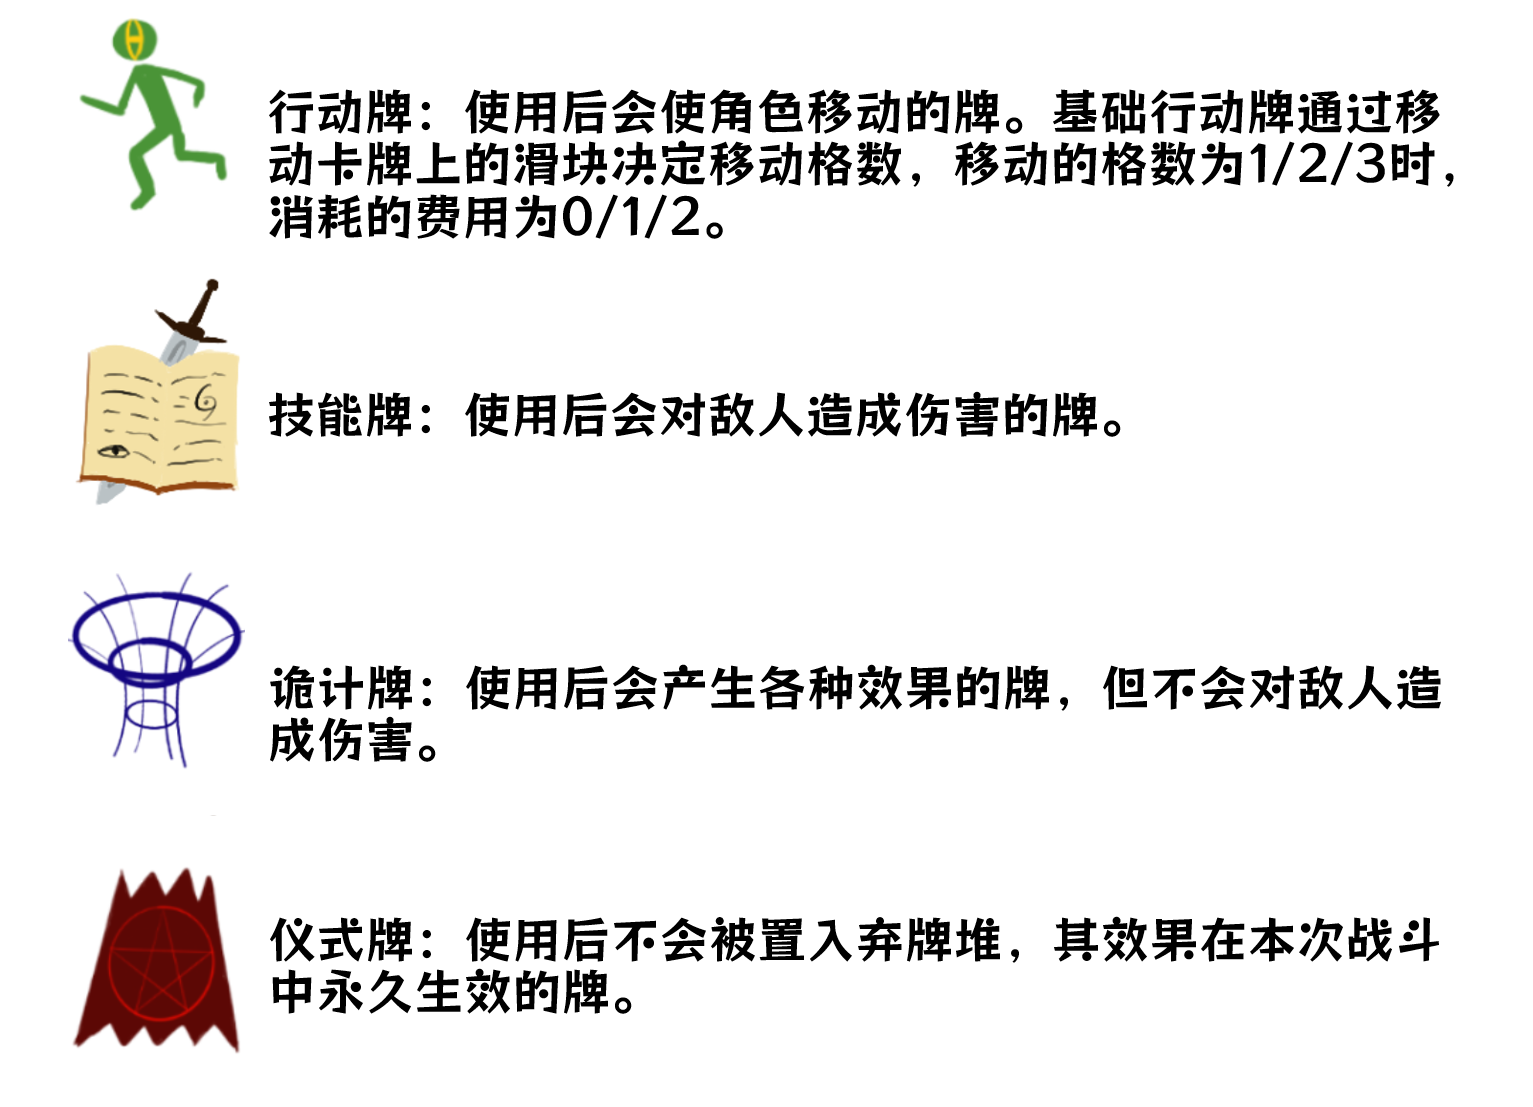 行动牌：使用后会使角色移动的牌。基础行动牌通过移
动卡牌上的滑块决定移动格数，移动的格数为1/2/3时，
消耗的费用为0/1/2。
技能牌：使用后会对敌人造成伤害的牌。
诡计牌：使用后会产生各种效果的牌，但不会对敌人造
成伤害。
仪式牌：使用后不会被置入弃牌堆，其效果在本次战斗
中永久生效的牌。